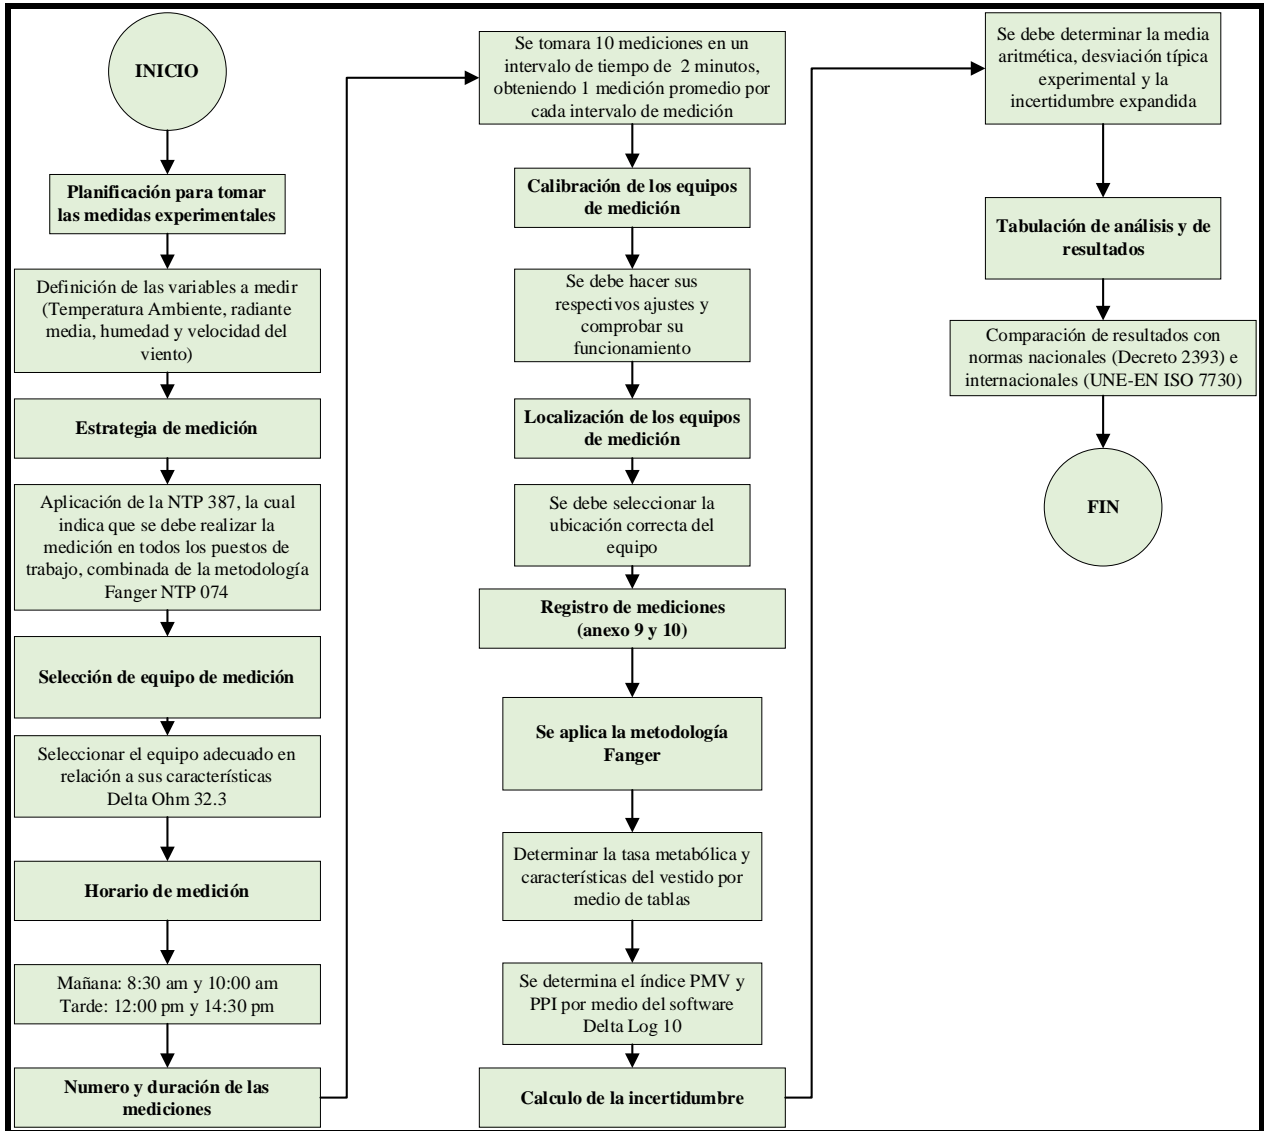 INICIO
Planificación para tomar
las medidas experimentales
Definición de las variables a medir
(Temperatura Ambiente, radiante
media, humedad y velocidad del
viento)
Estrategia de medición
Aplicación de la NTP 387, la cual
indica que se debe realizar la
medición en todos los puestos de
trabajo, combinada de la metodología
Fanger NTP 074
Selección de equipo de medición
Seleccionar el equipo adecuado en
relación a sus características
Delta Ohm 32.3
Horario de medición
Mañana: 8:30 am y 10:00 am
Tarde: 12:00 pm y 14:30 pm
Numero y duración de las
mediciones
Se tomara 10 mediciones en un
intervalo de tiempo de 2 minutos,
obteniendo 1 medición promedio por
cada intervalo de medición
Calibración de los equipos
de medición
Se debe hacer sus
respectivos ajustes y
comprobar su
funcionamiento
Localización de los equipos
de medición
Se debe seleccionar la
ubicación correcta del
equipo
Registro de mediciones
(anexo 9 y 10)
Se aplica la metodología
Fanger
Determinar la tasa metabólica y
características del vestido por
medio de tablas
Se determina el índice PMV y
PPI por medio del software
Delta Log 10
Calculo de la incertidumbre
Se debe determinar la media
aritmética, desviación típica
experimental y la
incertidumbre expandida
Tabulación de análisis y de
resultados
Comparación de resultados con
normas nacionales (Decreto 2393) e
internacionales (UNE-EN ISO 7730)
FIN